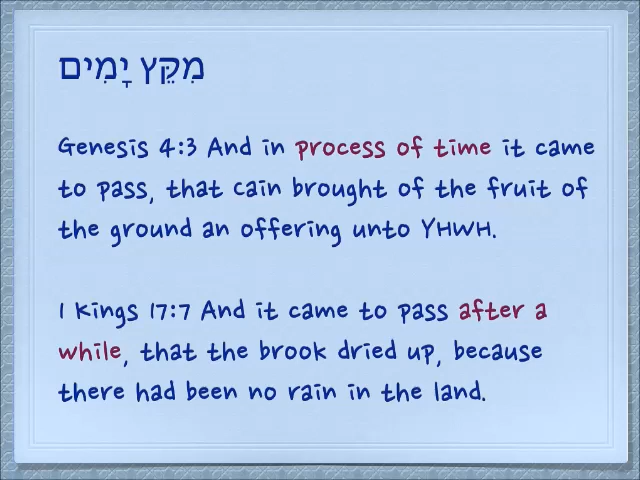 מִקֵּץ יָמִים
Genesis 4:3 And in process of time it came
to pass, that Cain brought of the fruit of
the ground an offering unto YHWH.
1 Kings 17:7 And it came to pass after a
while, that the brook dried up, because
there had been no rain in the land.